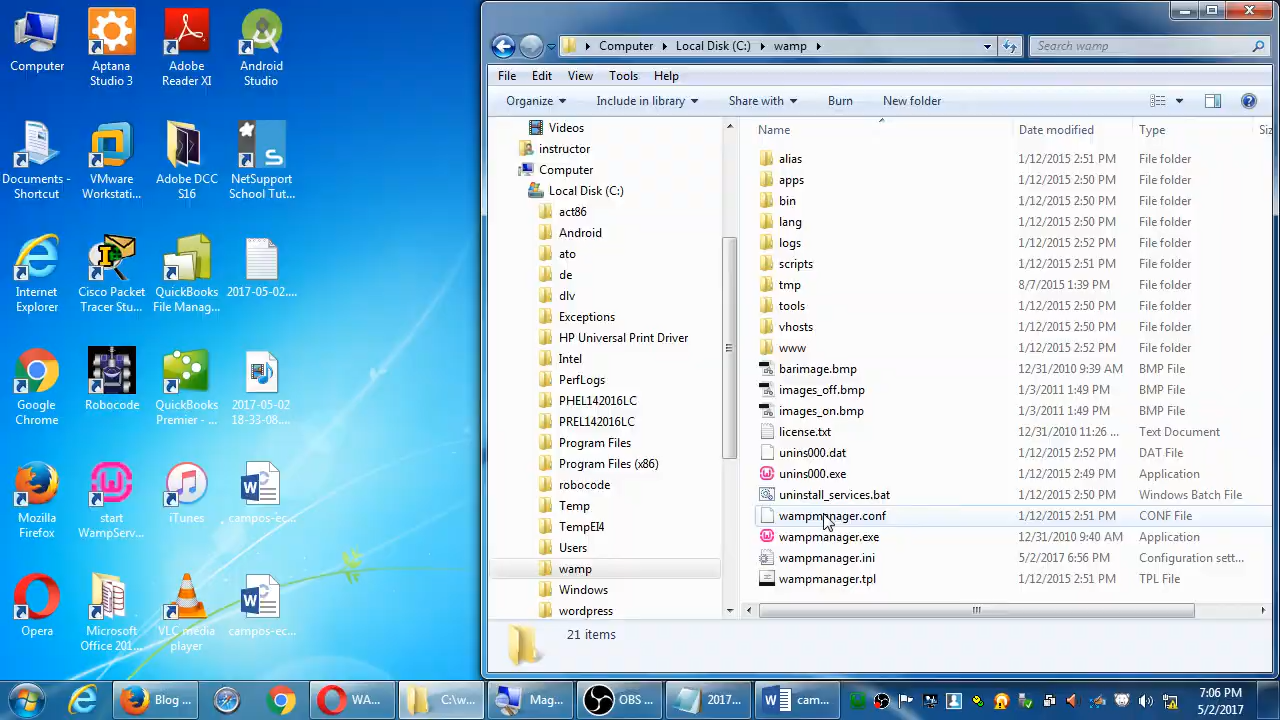 Computer
Aptana
Studio 3
Adobe
Reader XI
Android
Studio
Documents -
Shortcut
VMware
Workstati...
Adobe DCC
S16
NetSupport
School Tut...
Internet
Explorer
Cisco Packet
Tracer Stu...
QuickBooks
File Manag...
2017-05-02....
Google
Chrome
Robocode
QuickBooks
Premier - ...
2017-05-02
18-33-08....
Mozilla
Firefox
start
WampServ...
iTunes
campos-ec...
Opera
Microsoft
Office 201...
VLC media
player
campos-ec...
Computer Local Disk (C:) wamp
Search wamp
File Edit View Tools Help
Organize Include in library Share with Burn New folder
Videos
instructor
Computer
Local Disk (C:)
act86
Android
ato
de
dlv
Exceptions
HP Universal Print Driver
Intel
PerfLogs
PHEL142016LC
PREL142016LC
Program Files
Program Files (x86)
robocode
Temp
TempEI4
Users
wamp
Windows
wordpress
Name Date modified Type Siz
alias 1/12/2015 2:51 PM File folder
apps 1/12/2015 2:50 PM File folder
bin 1/12/2015 2:50 PM File folder
lang 1/12/2015 2:50 PM File folder
logs 1/12/2015 2:52 PM File folder
scripts 1/12/2015 2:51 PM File folder
tmp 8/7/2015 1:39 PM File folder
tools 1/12/2015 2:50 PM File folder
vhosts 1/12/2015 2:50 PM File folder
www 1/12/2015 2:52 PM File folder
barimage.bmp 12/31/2010 9:39 AM BMP File
images_off.bmp 1/3/2011 1:49 PM BMP File
images_on.bmp 1/3/2011 1:49 PM BMP File
license.txt 12/31/2010 11:26 ... Text Document
unins000.dat 1/12/2015 2:52 PM DAT File
unins000.exe 1/12/2015 2:49 PM Application
uninstall_services.bat 1/12/2015 2:50 PM Windows Batch File
wampmanager.conf 1/12/2015 2:51 PM CONF File
wampmanager.exe 12/31/2010 9:40 AM Application
wampmanager.ini 5/2/2017 6:56 PM Configuration sett...
wampmanager.tpl 1/12/2015 2:51 PM TPL File
21 items
Blog ...
WA...
C:\w...
Mag...
OBS ...
2017...
cam...
7:06 PM
5/2/2017